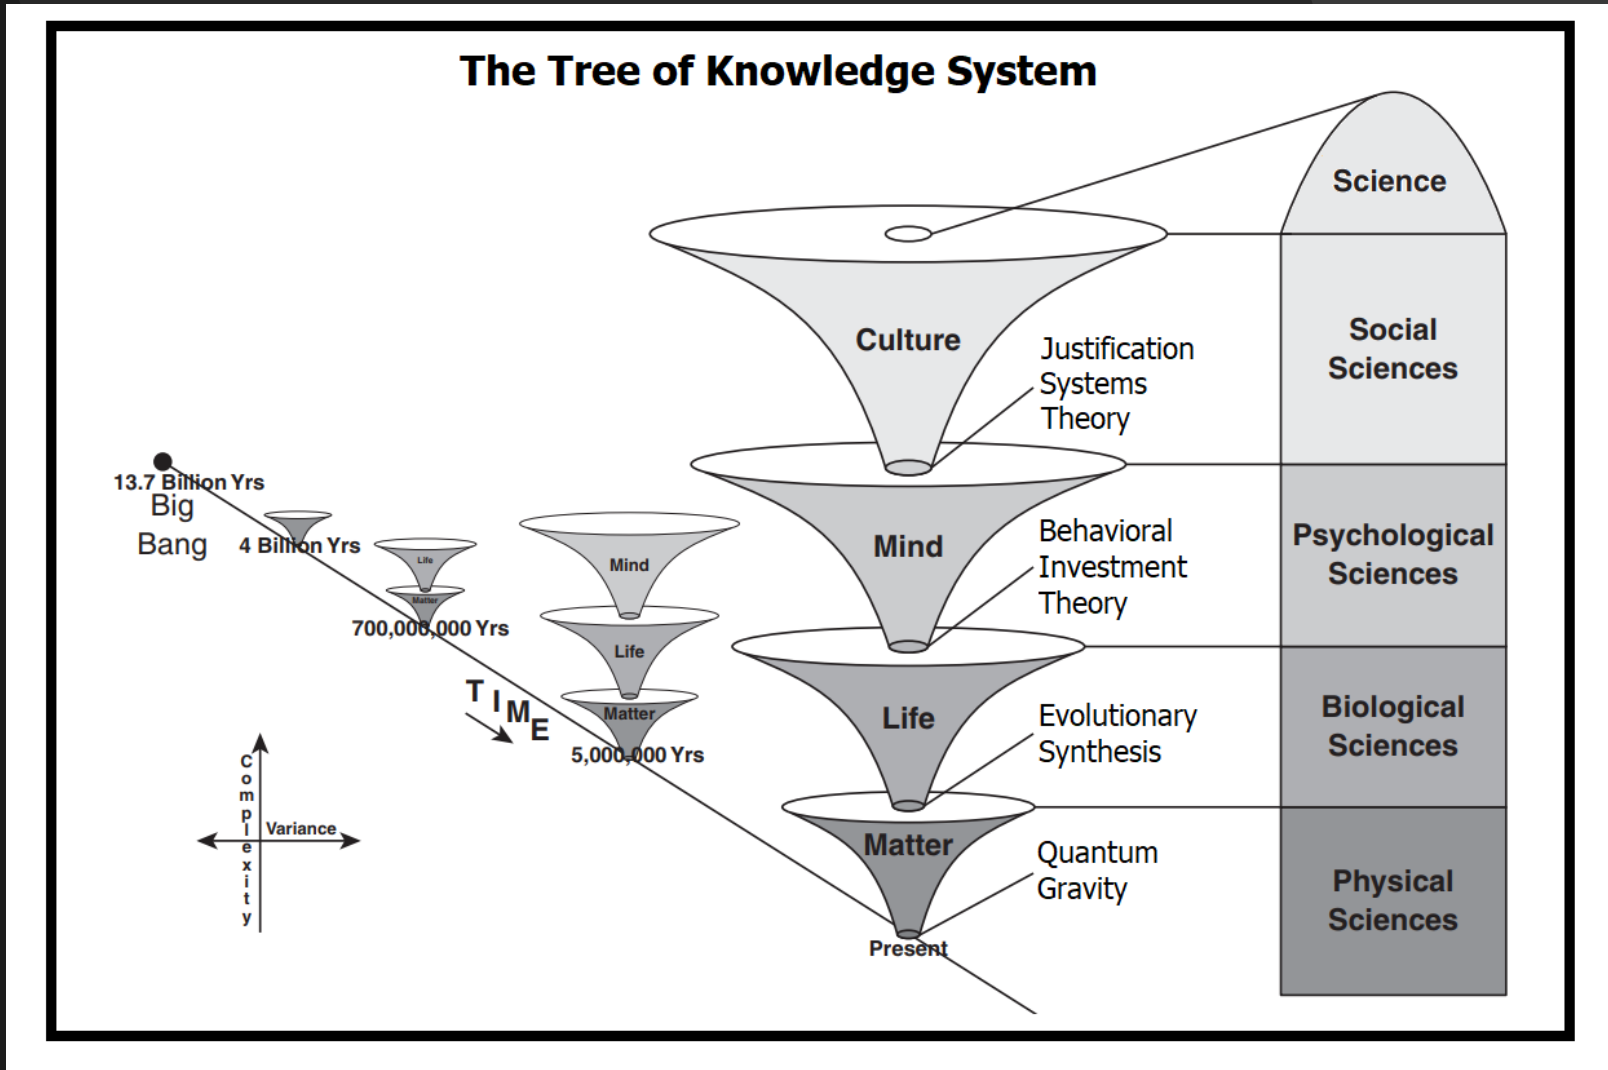 The Tree of Knowledge System
Science
Culture
Justification
Systems
Theory
Social
Sciences
13.7 Billion Yrs
Big
Bang
4 Billion Yrs
Life
Matter
700,000,000 Yrs
Mind
Life
Matter
5,000,000 Yrs
TIME
Mind
Behavioral
Investment
Theory
Psychological
Sciences
Life
Evolutionary
Synthesis
Biological
Sciences
Matter
Quantum
Gravity
Physical
Sciences
Present
Complexity
Variance